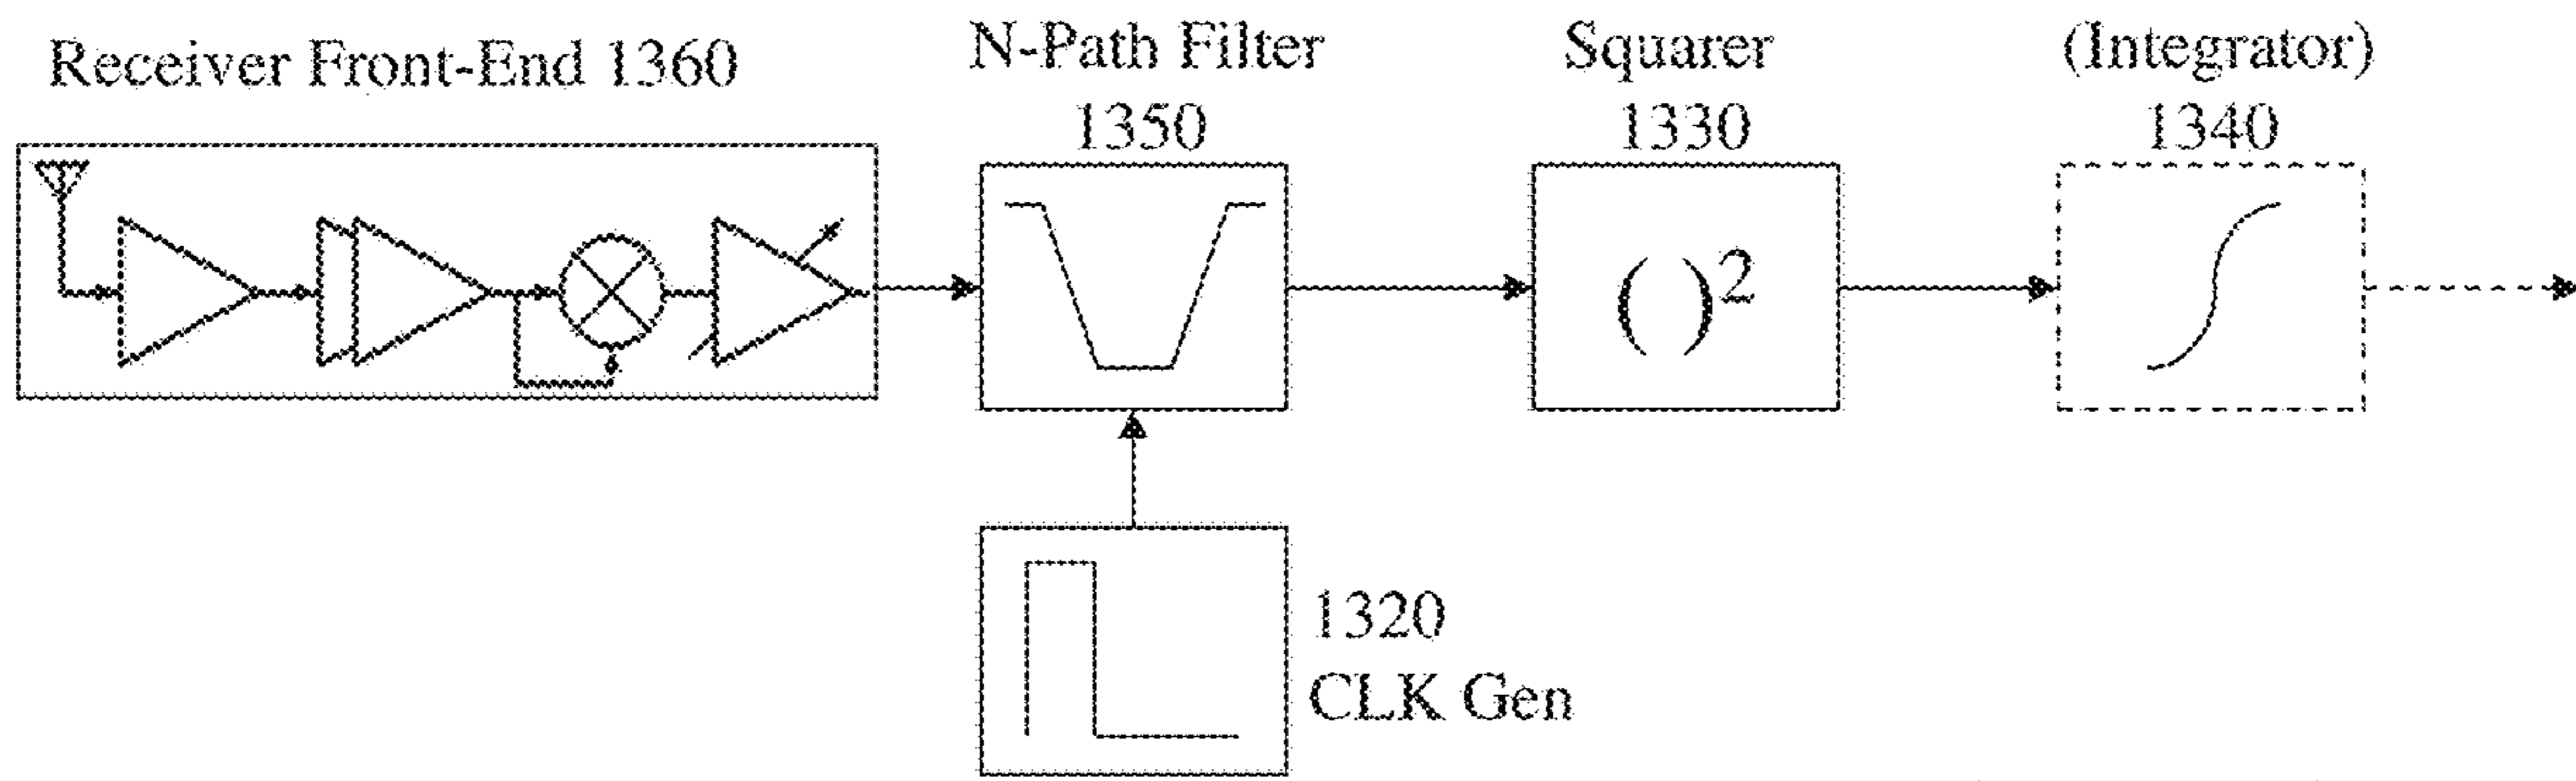 Receiver Front-End 1360
N-Path Filter
1350
Squarer
1330
(Integrator)
1340
( )²
1320
CLK Gen